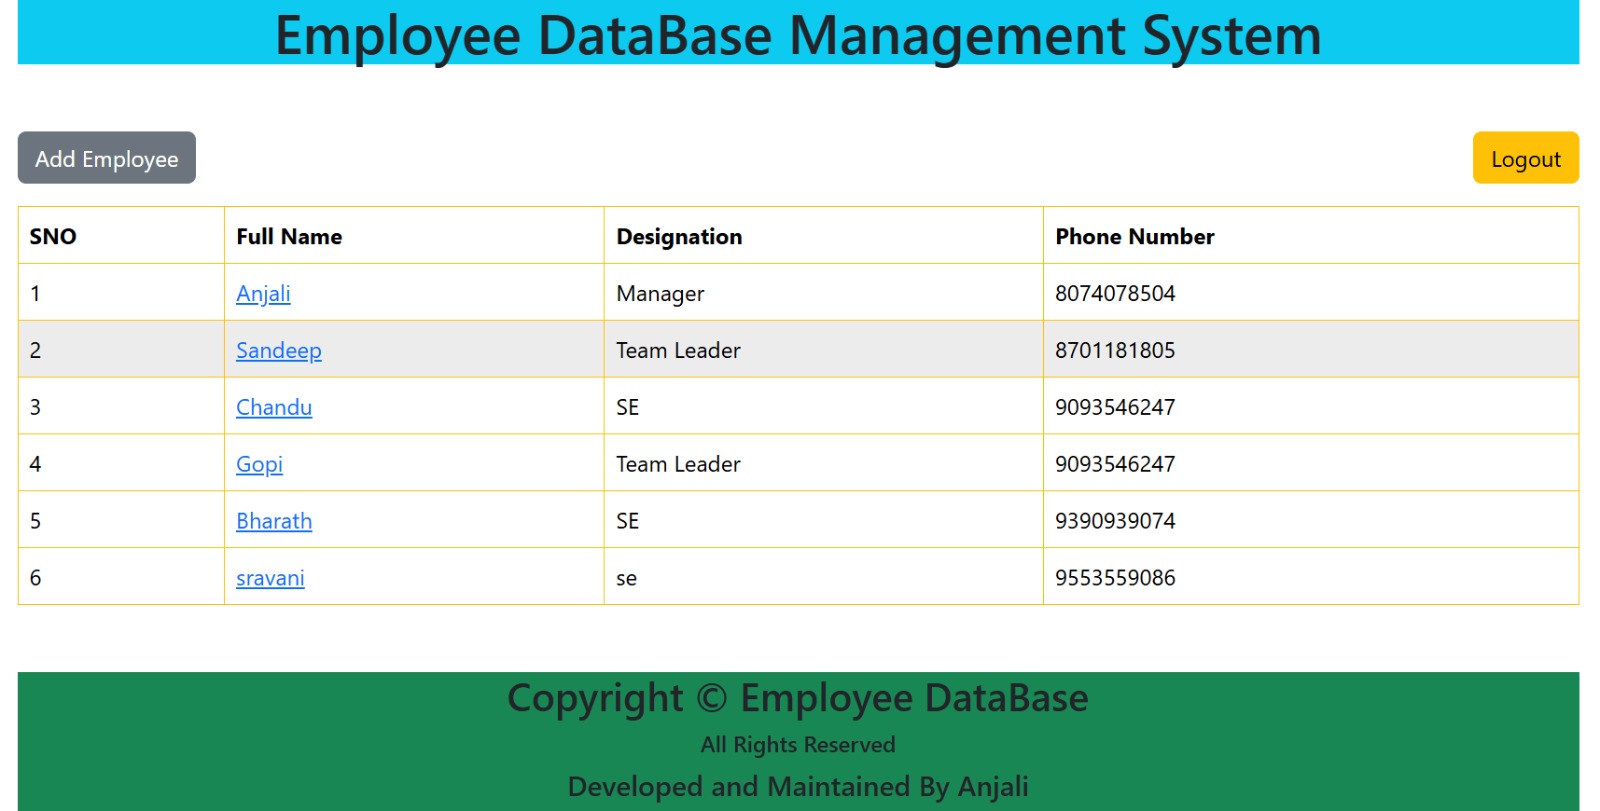 Employee DataBase Management System
Add Employee Logout
SNO Full Name Designation Phone Number
1 Anjali Manager 8074078504
2 Sandeep Team Leader 8701181805
3 Chandu SE 9093546247
4 Gopi Team Leader 9093546247
5 Bharath SE 9390939074
6 sravani se 9553559086
Copyright © Employee DataBase
All Rights Reserved
Developed and Maintained By Anjali